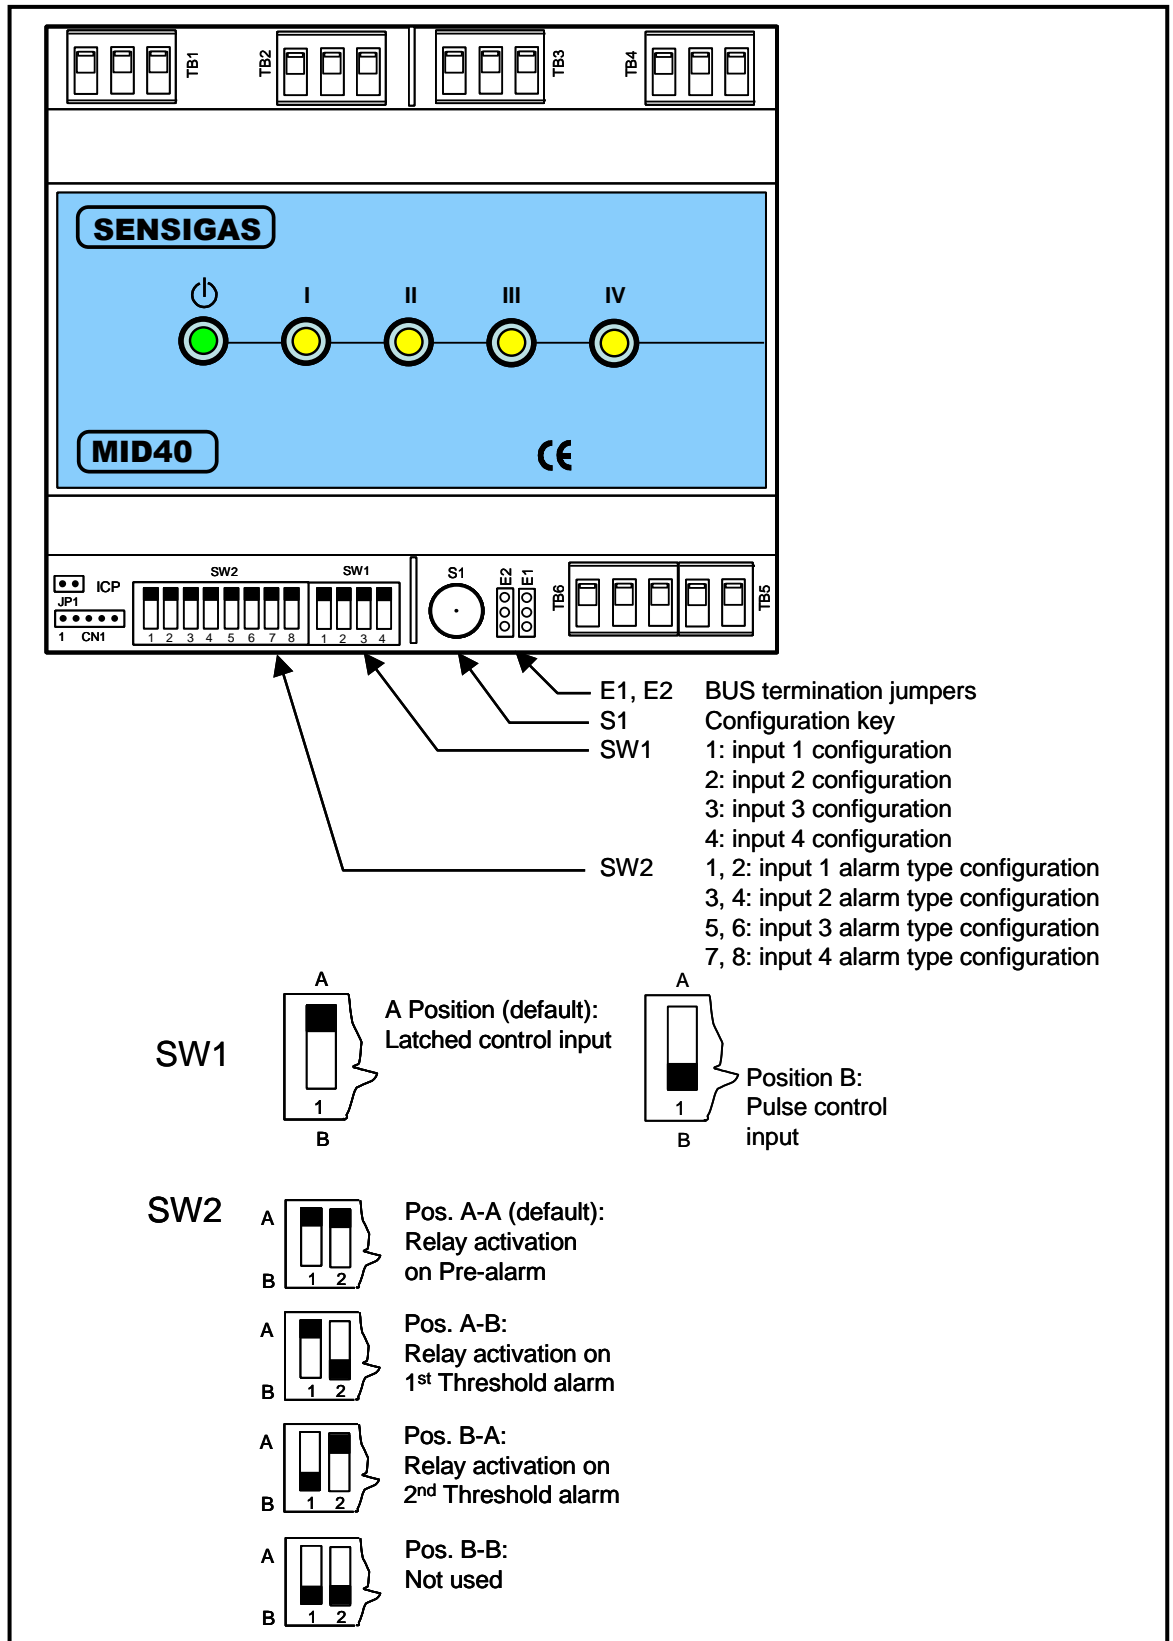 TB1 TB2 TB3 TB4
SENSIGAS
I II III IV
MID40
CE
ICP
JP1
1 CN1
SW2 SW1
1 2 3 4 5 6 7 8 1 2 3 4
S1 E2 E1 TB6 TB5
E1, E2 BUS termination jumpers
S1 Configuration key
SW1 1: input 1 configuration
2: input 2 configuration
3: input 3 configuration
4: input 4 configuration
SW2 1, 2: input 1 alarm type configuration
3, 4: input 2 alarm type configuration
5, 6: input 3 alarm type configuration
7, 8: input 4 alarm type configuration
SW1
A
1
B
A Position (default):
Latched control input
A
1
B
Position B:
Pulse control
input
SW2
A
B 1 2
Pos. A-A (default):
Relay activation
on Pre-alarm
A
B 1 2
Pos. A-B:
Relay activation on
1st Threshold alarm
A
B 1 2
Pos. B-A:
Relay activation on
2nd Threshold alarm
A
B 1 2
Pos. B-B:
Not used